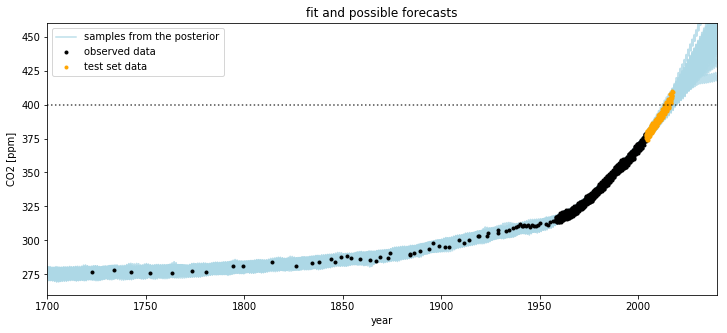 fit and possible forecasts
samples from the posterior
observed data
test set data
CO2 [ppm]
450
425
400
375
350
325
300
275
1700
1750
1800
1850
1900
1950
2000
year